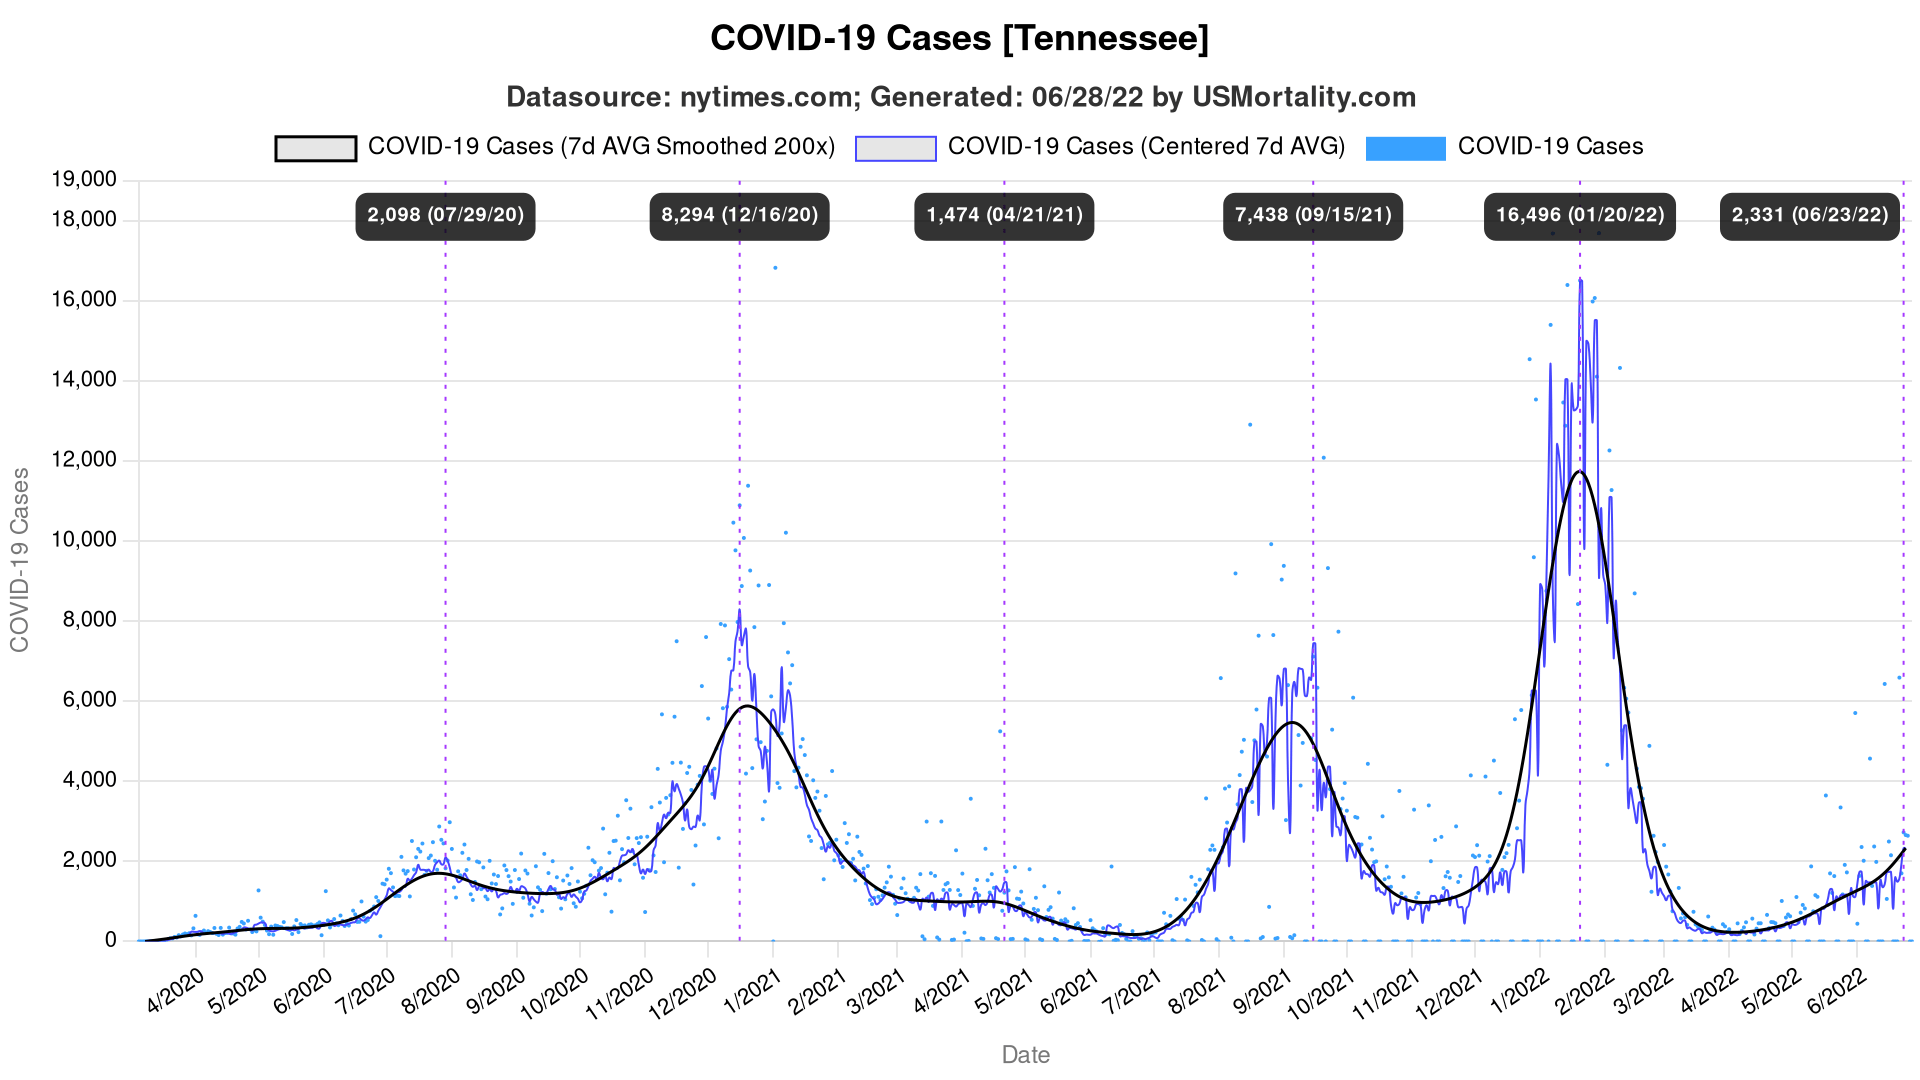 COVID-19 Cases [Tennessee]
Datasource: nytimes.com; Generated: 06/28/22 by USMortality.com
COVID-19 Cases (7d AVG Smoothed 200x) COVID-19 Cases (Centered 7d AVG) COVID-19 Cases
19,000
18,000
16,000
14,000
12,000
10,000
8,000
6,000
4,000
2,000
0
2,098 (07/29/20) 8,294 (12/16/20) 1,474 (04/21/21) 7,438 (09/15/21) 16,496 (01/20/22) 2,331 (06/23/22)
COVID-19 Cases
4/2020 5/2020 6/2020 7/2020 8/2020 9/2020 10/2020 11/2020 12/2020 1/2021 2/2021 3/2021 4/2021 5/2021 6/2021 7/2021 8/2021 9/2021 10/2021 11/2021 12/2021 1/2022 2/2022 3/2022 4/2022 5/2022 6/2022
Date